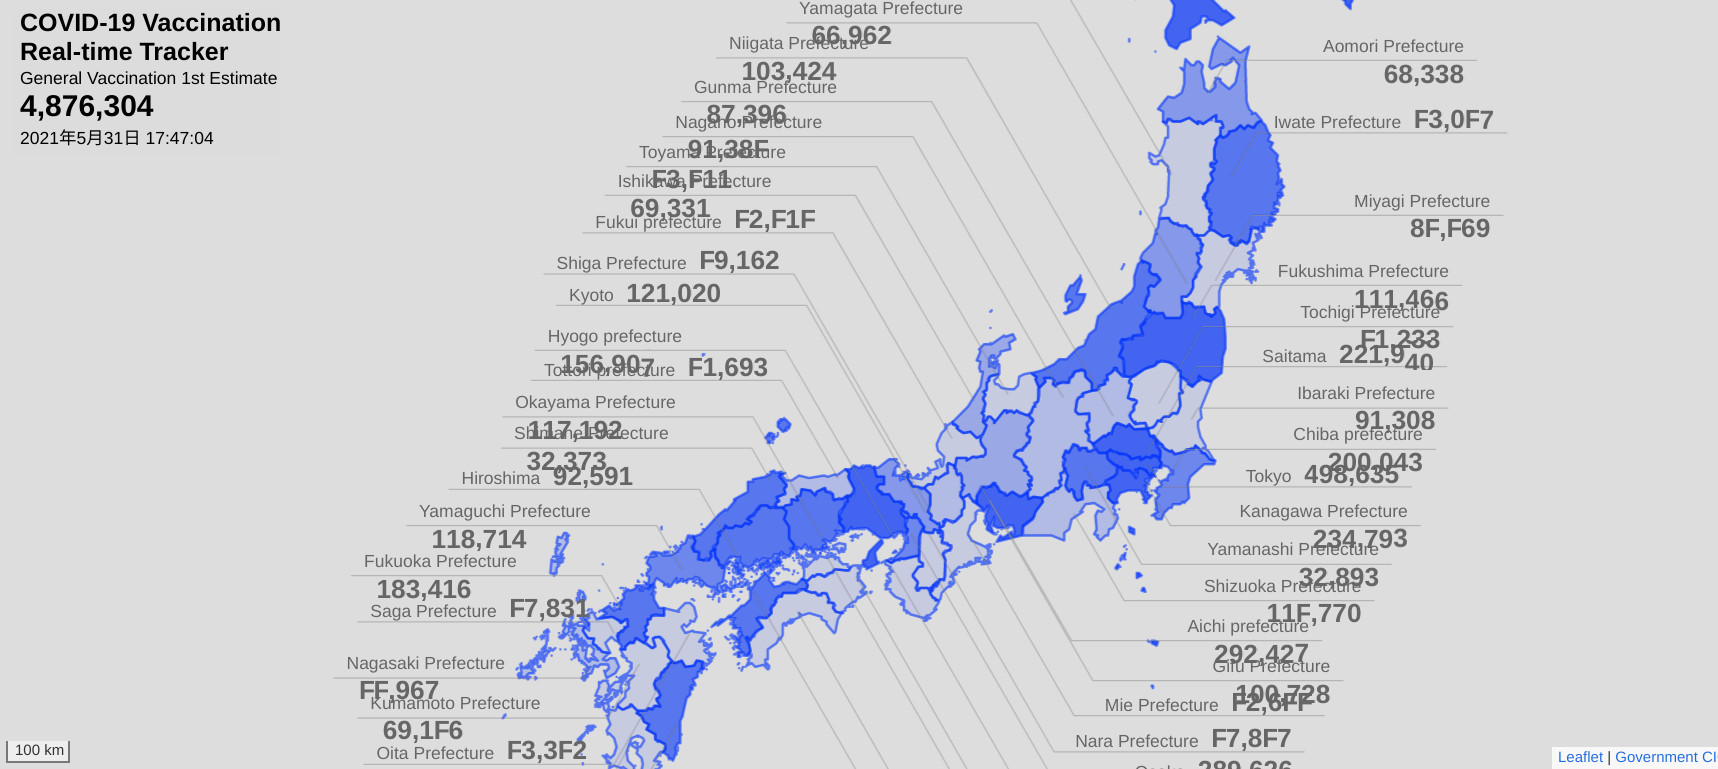 COVID-19 Vaccination
Real-time Tracker
General Vaccination 1st Estimate
4,876,304
2021年5月31日 17:47:04
Yamagata Prefecture
66,962
Niigata Prefecture
103,424
Gunma Prefecture
87,396
Nagano Prefecture
91,38F
Toyama Prefecture
F3,F11
Ishikawa Prefecture
69,331
Fukui prefecture F2,F1F
Shiga Prefecture F9,162
Kyoto 121,020
Hyogo prefecture
156,907
Tottori prefecture F1,693
Okayama Prefecture
117,192
Shimane Prefecture
32,373
Hiroshima 92,591
Yamaguchi Prefecture
118,714
Fukuoka Prefecture
183,416
Saga Prefecture F7,831
Nagasaki Prefecture
FF,967
Kumamoto Prefecture
69,1F6
Oita Prefecture F3,3F2
Aomori Prefecture
68,338
Iwate Prefecture F3,0F7
Miyagi Prefecture
8F,F69
Fukushima Prefecture
111,466
Tochigi Prefecture
F1,233
Saitama 221,940
Ibaraki Prefecture
91,308
Chiba prefecture
200,043
Tokyo 498,635
Kanagawa Prefecture
234,793
Yamanashi Prefecture
32,893
Shizuoka Prefecture
11F,770
Aichi prefecture
292,427
Gifu Prefecture
100,728
Mie Prefecture F2,6FF
Nara Prefecture F7,8F7
Osaka 289,626
100 km
Leaflet | Government Cl